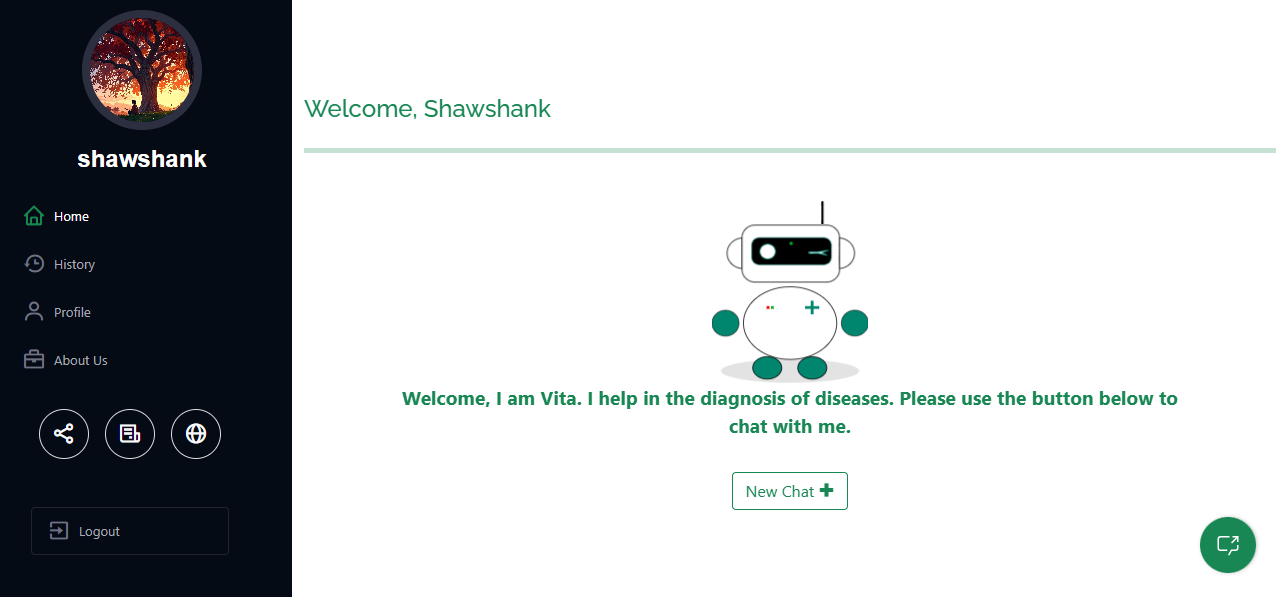 shawshank
Home
History
Profile
About Us
Logout
Welcome, Shawshank
Welcome, I am Vita. I help in the diagnosis of diseases. Please use the button below to
chat with me.
New Chat